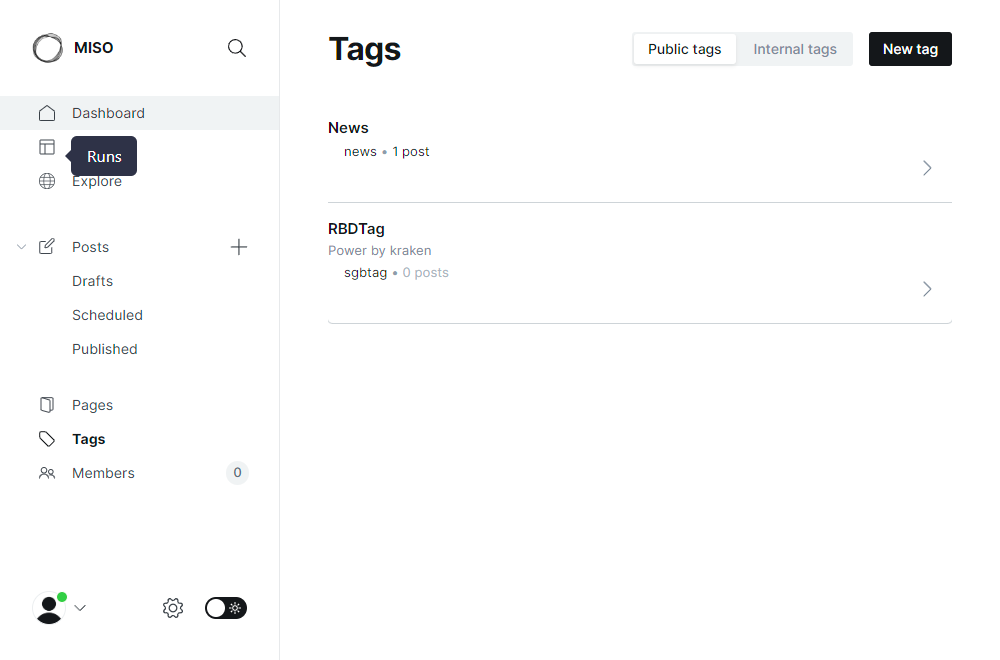 MISO
Dashboard
Runs
Explore
Posts
Drafts
Scheduled
Published
Pages
Tags
Members
0
Tags
Public tags
Internal tags
New tag
News
news • 1 post
RBDTag
Power by kraken
sgbtag • 0 posts